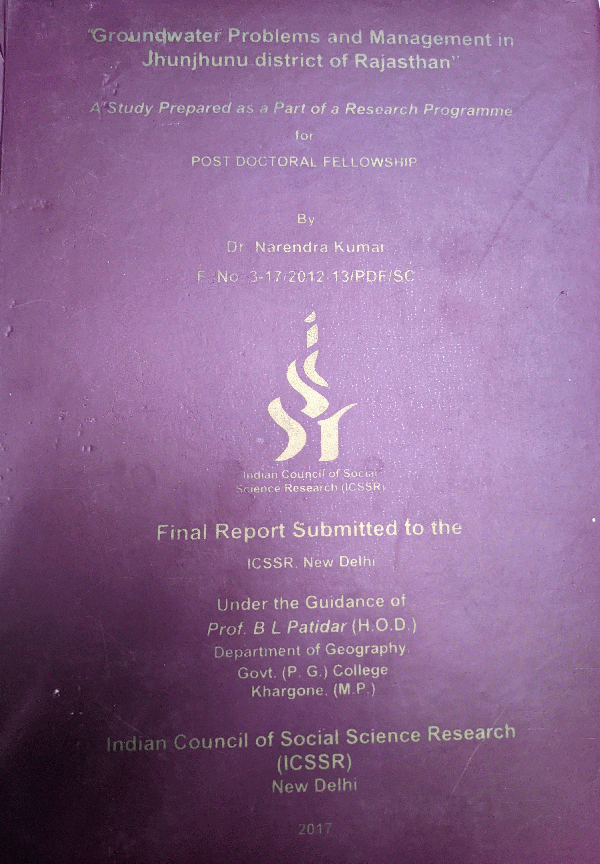 "Groundwater Problems and Management in
Jhunjhunu district of Rajasthan"
A Study Prepared as a Part of a Research Programme
for
POST DOCTORAL FELLOWSHIP
By
Dr. Narendra Kumar
F. No. 3-17/2012-13/PDF/SC
Indian Council of Social
Science Research (ICSSR)
Final Report Submitted to the
ICSSR, New Delhi
Under the Guidance of
Prof. B L Patidar (H.O.D.)
Department of Geography,
Govt. (P. G.) College
Khargone, (M.P.)
Indian Council of Social Science Research
(ICSSR)
New Delhi
2017